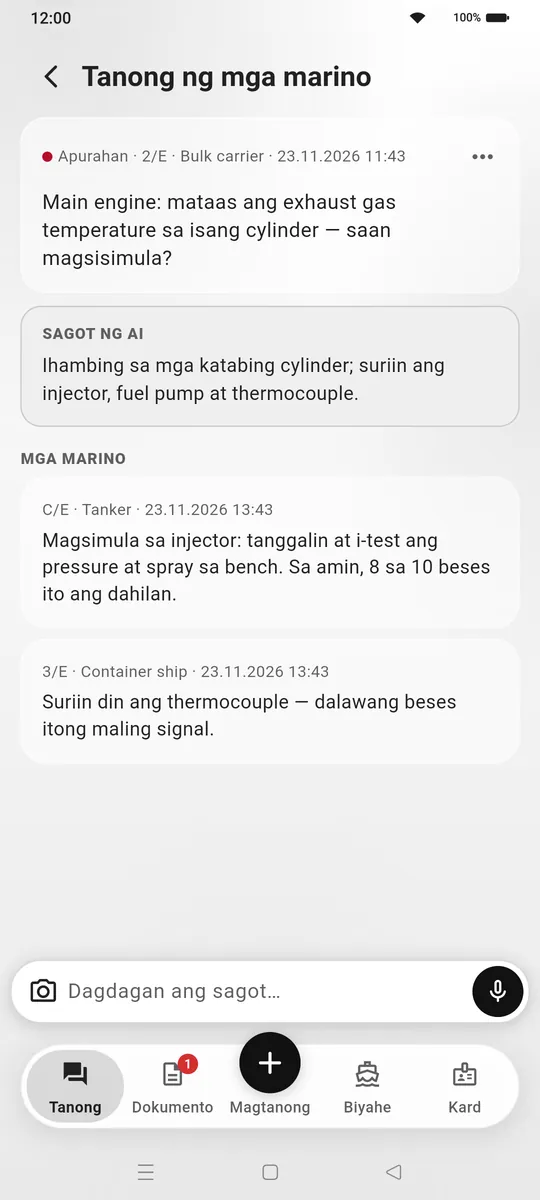 12:00
100%
Tanong ng mga marino
Apurahan · 2/E · Bulk carrier · 23.11.2026 11:43
Main engine: mataas ang exhaust gas
temperature sa isang cylinder — saan
magsisimula?
SAGOT NG AI
Ihambing sa mga katabing cylinder; suriin ang
injector, fuel pump at thermocouple.
MGA MARINO
C/E · Tanker · 23.11.2026 13:43
Magsimula sa injector: tanggalin at i-test ang
pressure at spray sa bench. Sa amin, 8 sa 10 beses
ito ang dahilan.
3/E · Container ship · 23.11.2026 13:43
Suriin din ang thermocouple — dalawang beses
itong maling signal.
Dagdagan ang sagot…
1
Tanong
Dokumento
Magtanong
Biyahe
Kard